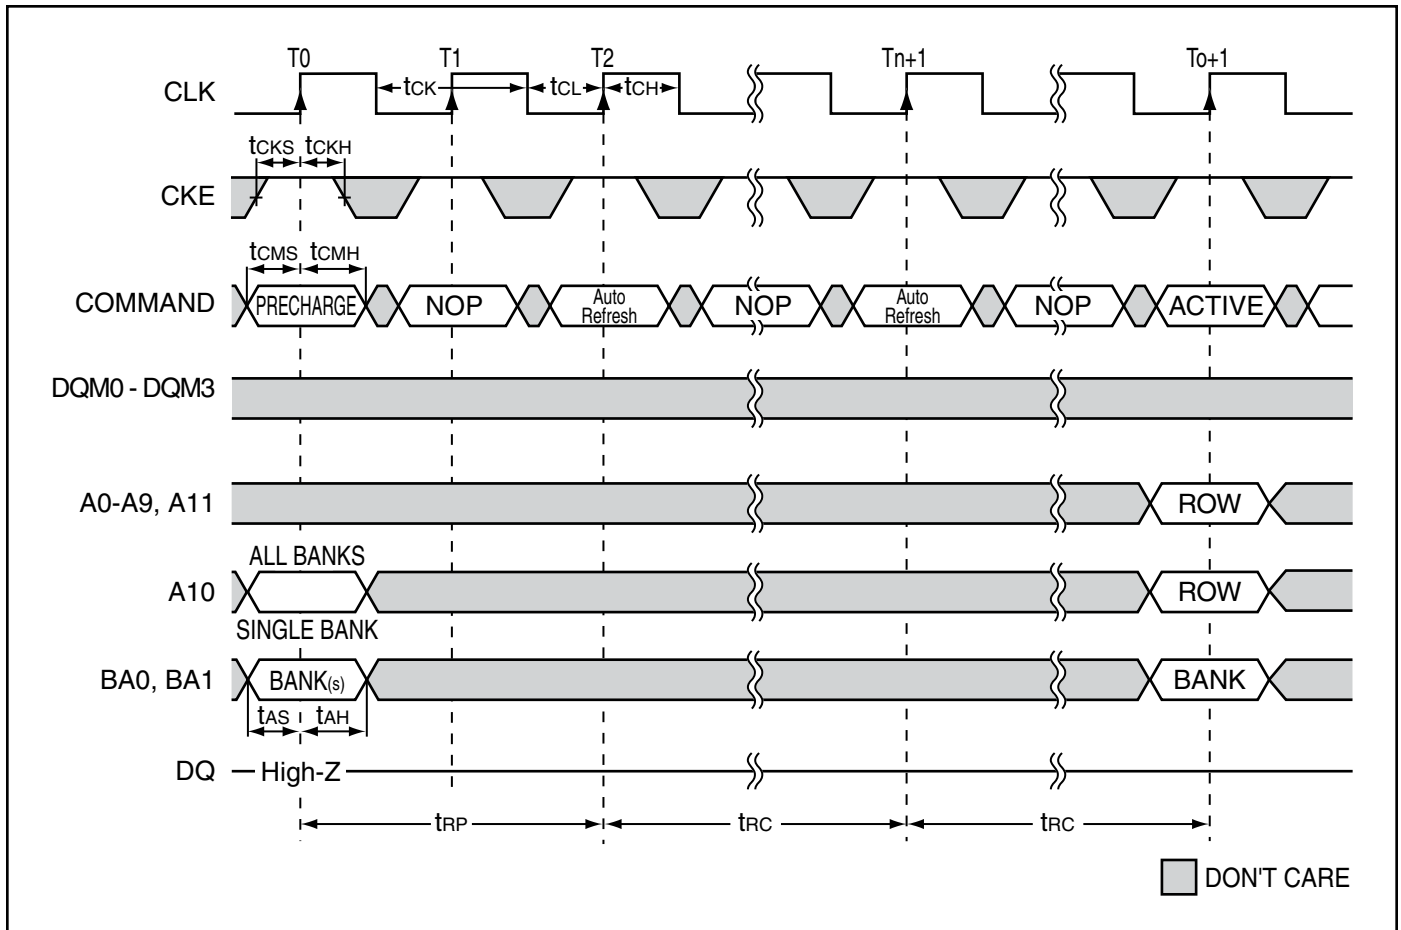 T0 T1 T2 Tn+1 To+1
CLK tCK tCL tCH
tCKS tCKH
CKE
tCMS tCMH
COMMAND PRECHARGE NOP Auto Refresh NOP Auto Refresh NOP ACTIVE
DQM0 - DQM3
A0-A9, A11 ROW
ALL BANKS
A10 ROW
SINGLE BANK
BA0, BA1 BANK(s) BANK
tAS tAH
DQ High-Z
tRP tRC tRC
DON'T CARE